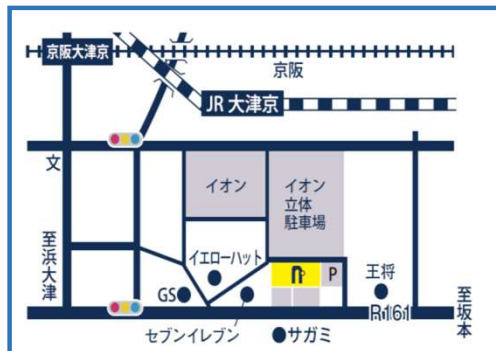 京阪大津京
京阪
JR 大津京
文
イオン
イオン
立体
駐車場
至浜大津
イエローハット
P
王将
GS
R161
至坂本
セブンイレブン
サガミ